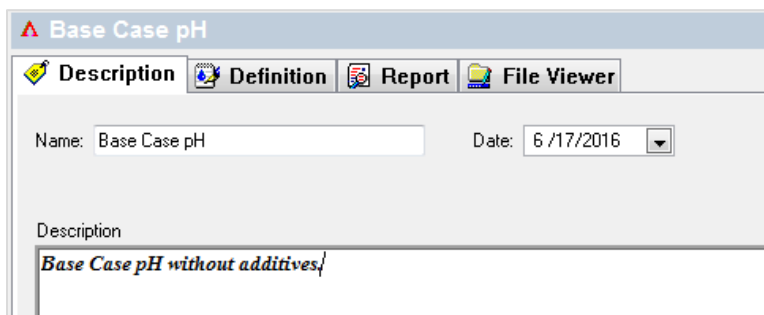 Base Case pH
Description Definition Report File Viewer
Name: Base Case pH Date: 6 /17/2016
Description
Base Case pH without additives.